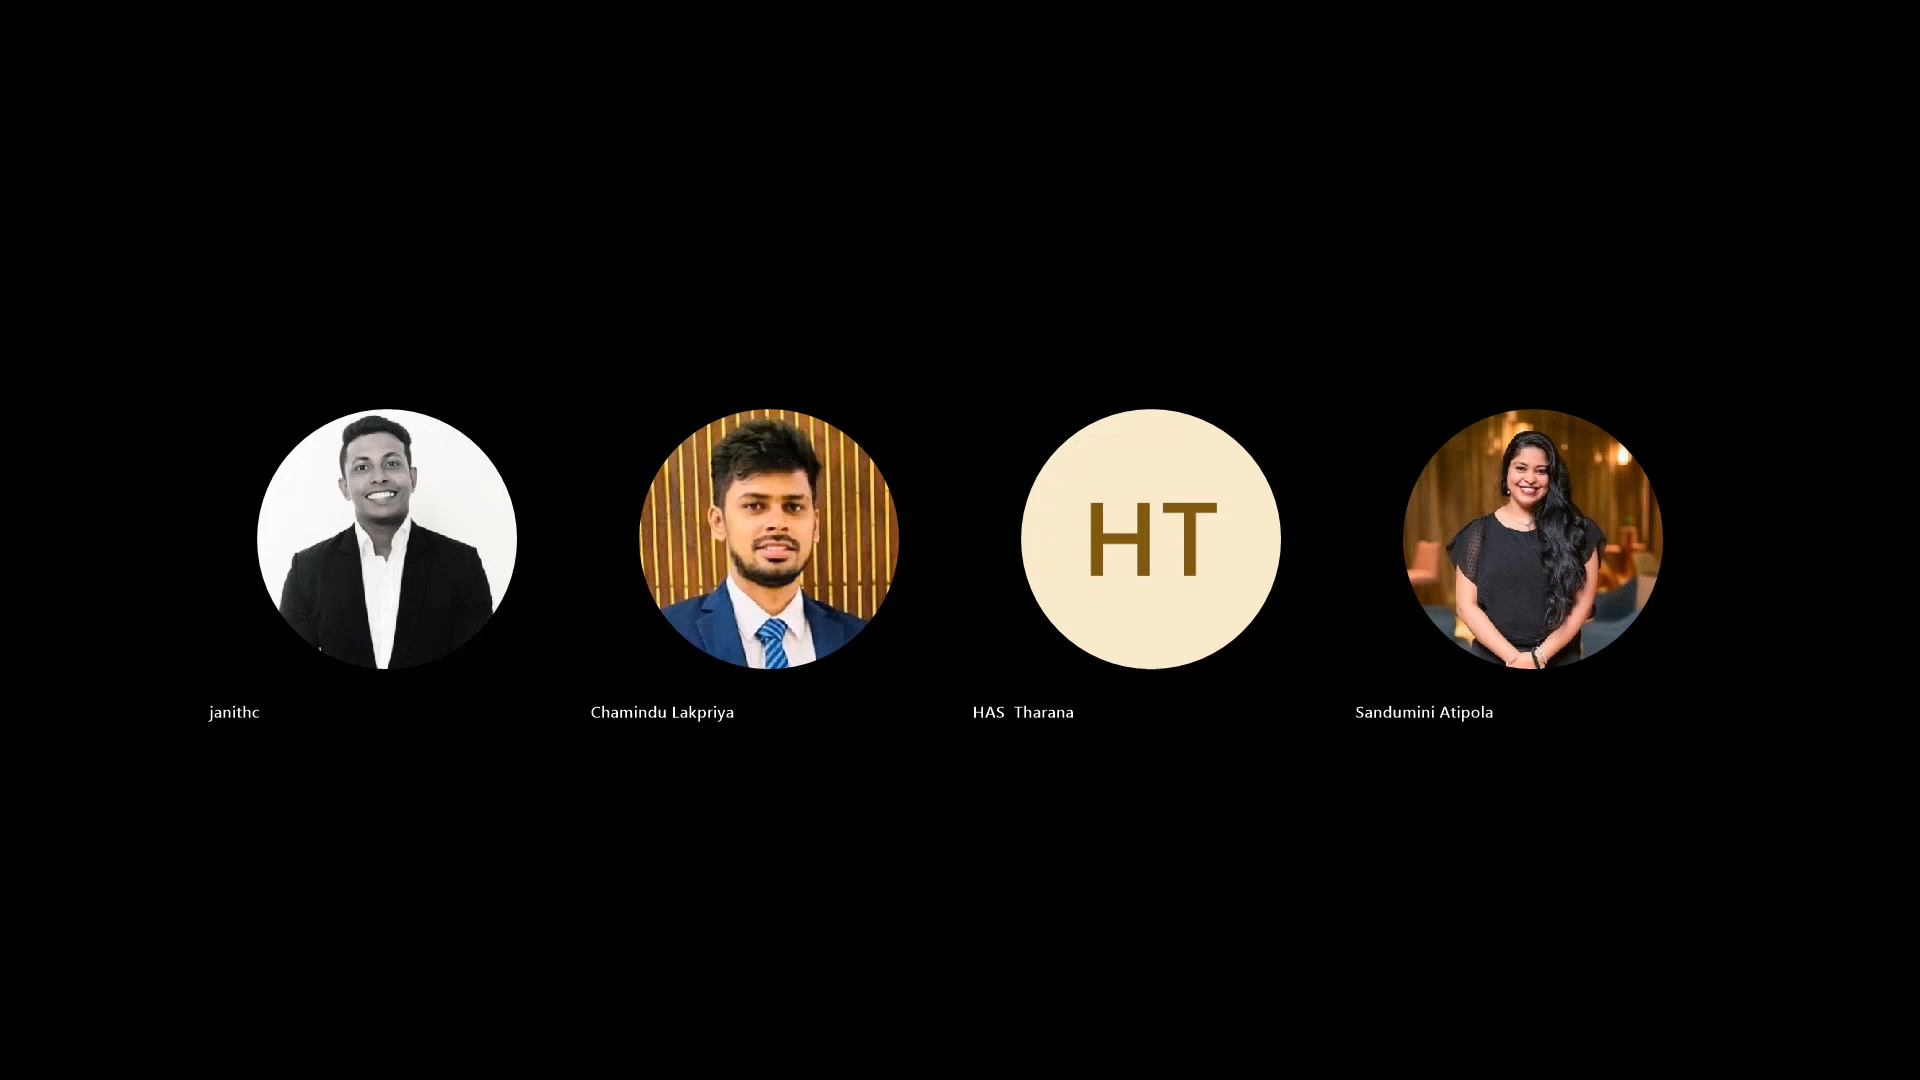 HT
janithc
Chamindu Lakpriya
HAS  Tharana
Sandumini Atipola